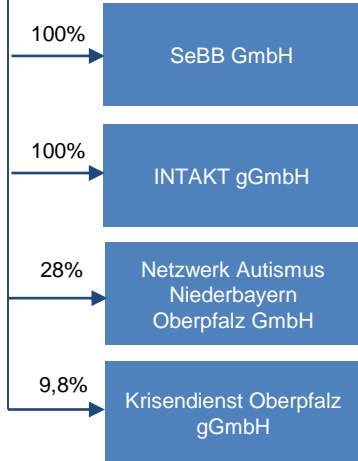 100%
SeBB GmbH
100%
INTAKT gGmbH
28%
Netzwerk Autismus
Niederbayern
Oberpfalz GmbH
9,8%
Krisendienst Oberpfalz
gGmbH